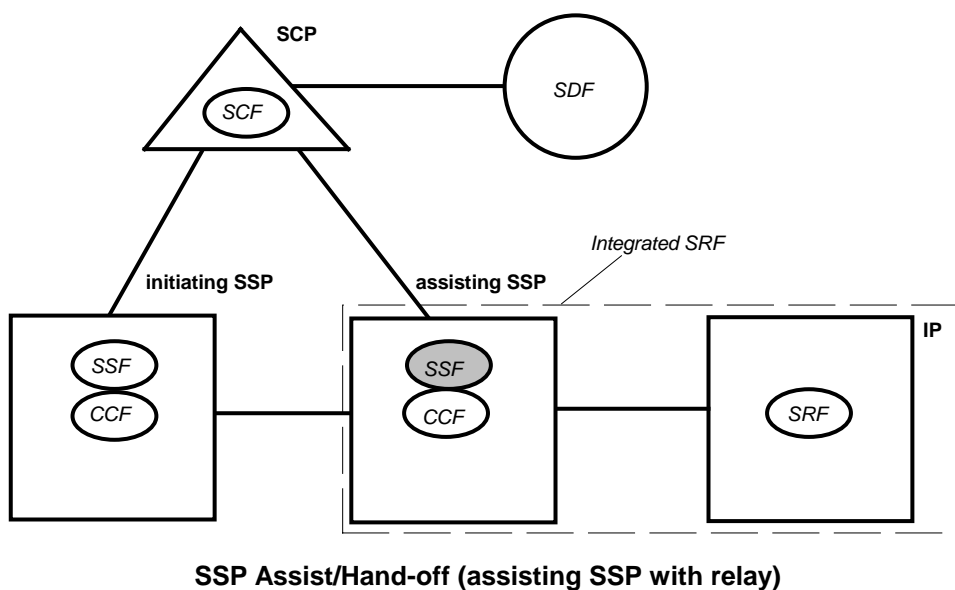 SCP
SCF
SDF
Integrated SRF
initiating SSP
assisting SSP
IP
SSF
CCF
SSF
CCF
SRF
SSP Assist/Hand-off (assisting SSP with relay)